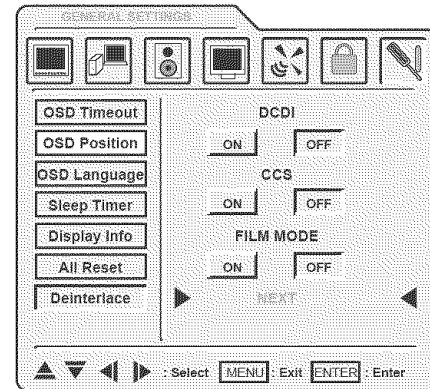 GENERAL SETTINGS
OSD Timeout
OSD Position
OSD Language
Sleep Timer
Display Info
All Reset
Deinterlace
DCDI
ON OFF
CCS
ON OFF
FILM MODE
ON OFF
NEXT
: Select MENU : Exit ENTER : Enter